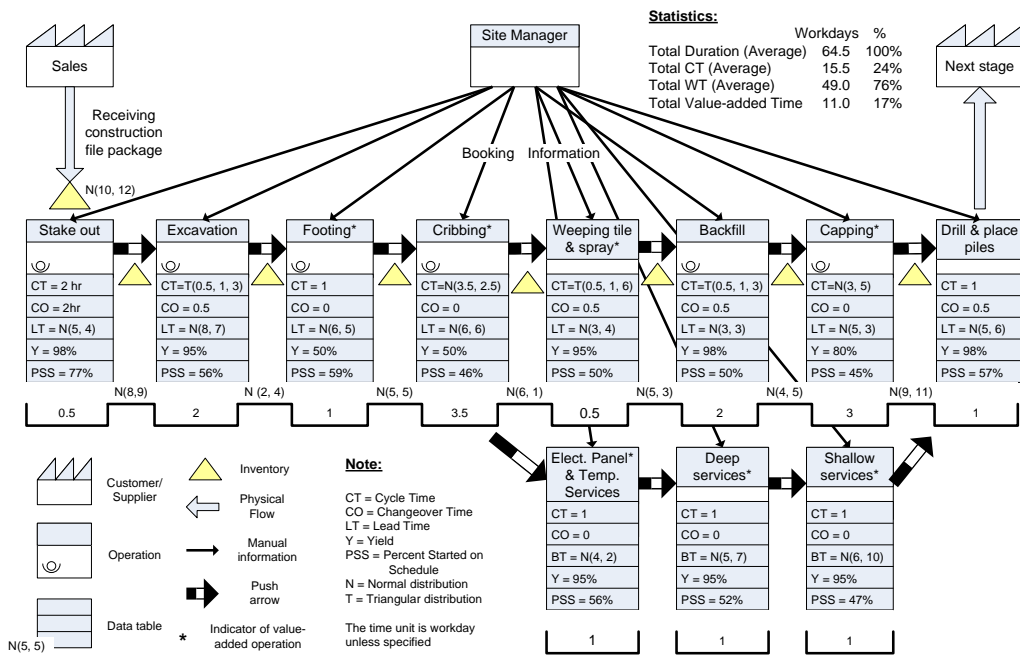 Statistics:
Workdays %
Total Duration (Average) 64.5 100%
Total CT (Average) 15.5 24%
Total WT (Average) 49.0 76%
Total Value-added Time 11.0 17%
Sales
Site Manager
Next stage
Receiving
construction
file package
Booking Information
N(10, 12)
Stake out
CT = 2 hr
CO = 2hr
LT = N(5, 4)
Y = 98%
PSS = 77%
Excavation
CT=T(0.5, 1, 3)
CO = 0.5
LT = N(8, 7)
Y = 95%
PSS = 56%
Footing*
CT = 1
CO = 0
LT = N(6, 5)
Y = 50%
PSS = 59%
Cribbing*
CT=N(3.5, 2.5)
CO = 0
LT = N(6, 6)
Y = 50%
PSS = 46%
Weeping tile
& spray*
CT=T(0.5, 1, 6)
CO = 0.5
LT = N(3, 4)
Y = 95%
PSS = 50%
Backfill
CT=T(0.5, 1, 3)
CO = 0.5
LT = N(3, 3)
Y = 98%
PSS = 50%
Capping*
CT=N(3, 5)
CO = 0
LT = N(5, 3)
Y = 80%
PSS = 45%
Drill & place
piles
CT = 1
CO = 0.5
LT = N(5, 6)
Y = 98%
PSS = 57%
N(8,9) N (2, 4) N(5, 5) N(6, 1) N(5, 3) N(4, 5) N(9, 11)
0.5 2 1 3.5 0.5 2 3 1
Elect. Panel*
& Temp.
Services
CT = 1
CO = 0
BT = N(4, 2)
Y = 95%
PSS = 56%
Deep
services*
CT = 1
CO = 0
BT = N(5, 7)
Y = 95%
PSS = 52%
Shallow
services*
CT = 1
CO = 0
BT = N(6, 10)
Y = 95%
PSS = 47%
1 1 1
Customer/
Supplier
Operation
Data table
N(5, 5)
Inventory
Physical
Flow
Manual
information
Push
arrow
* Indicator of value-
added operation
Note:
CT = Cycle Time
CO = Changeover Time
LT = Lead Time
Y = Yield
PSS = Percent Started on
Schedule
N = Normal distribution
T = Triangular distribution
The time unit is workday
unless specified